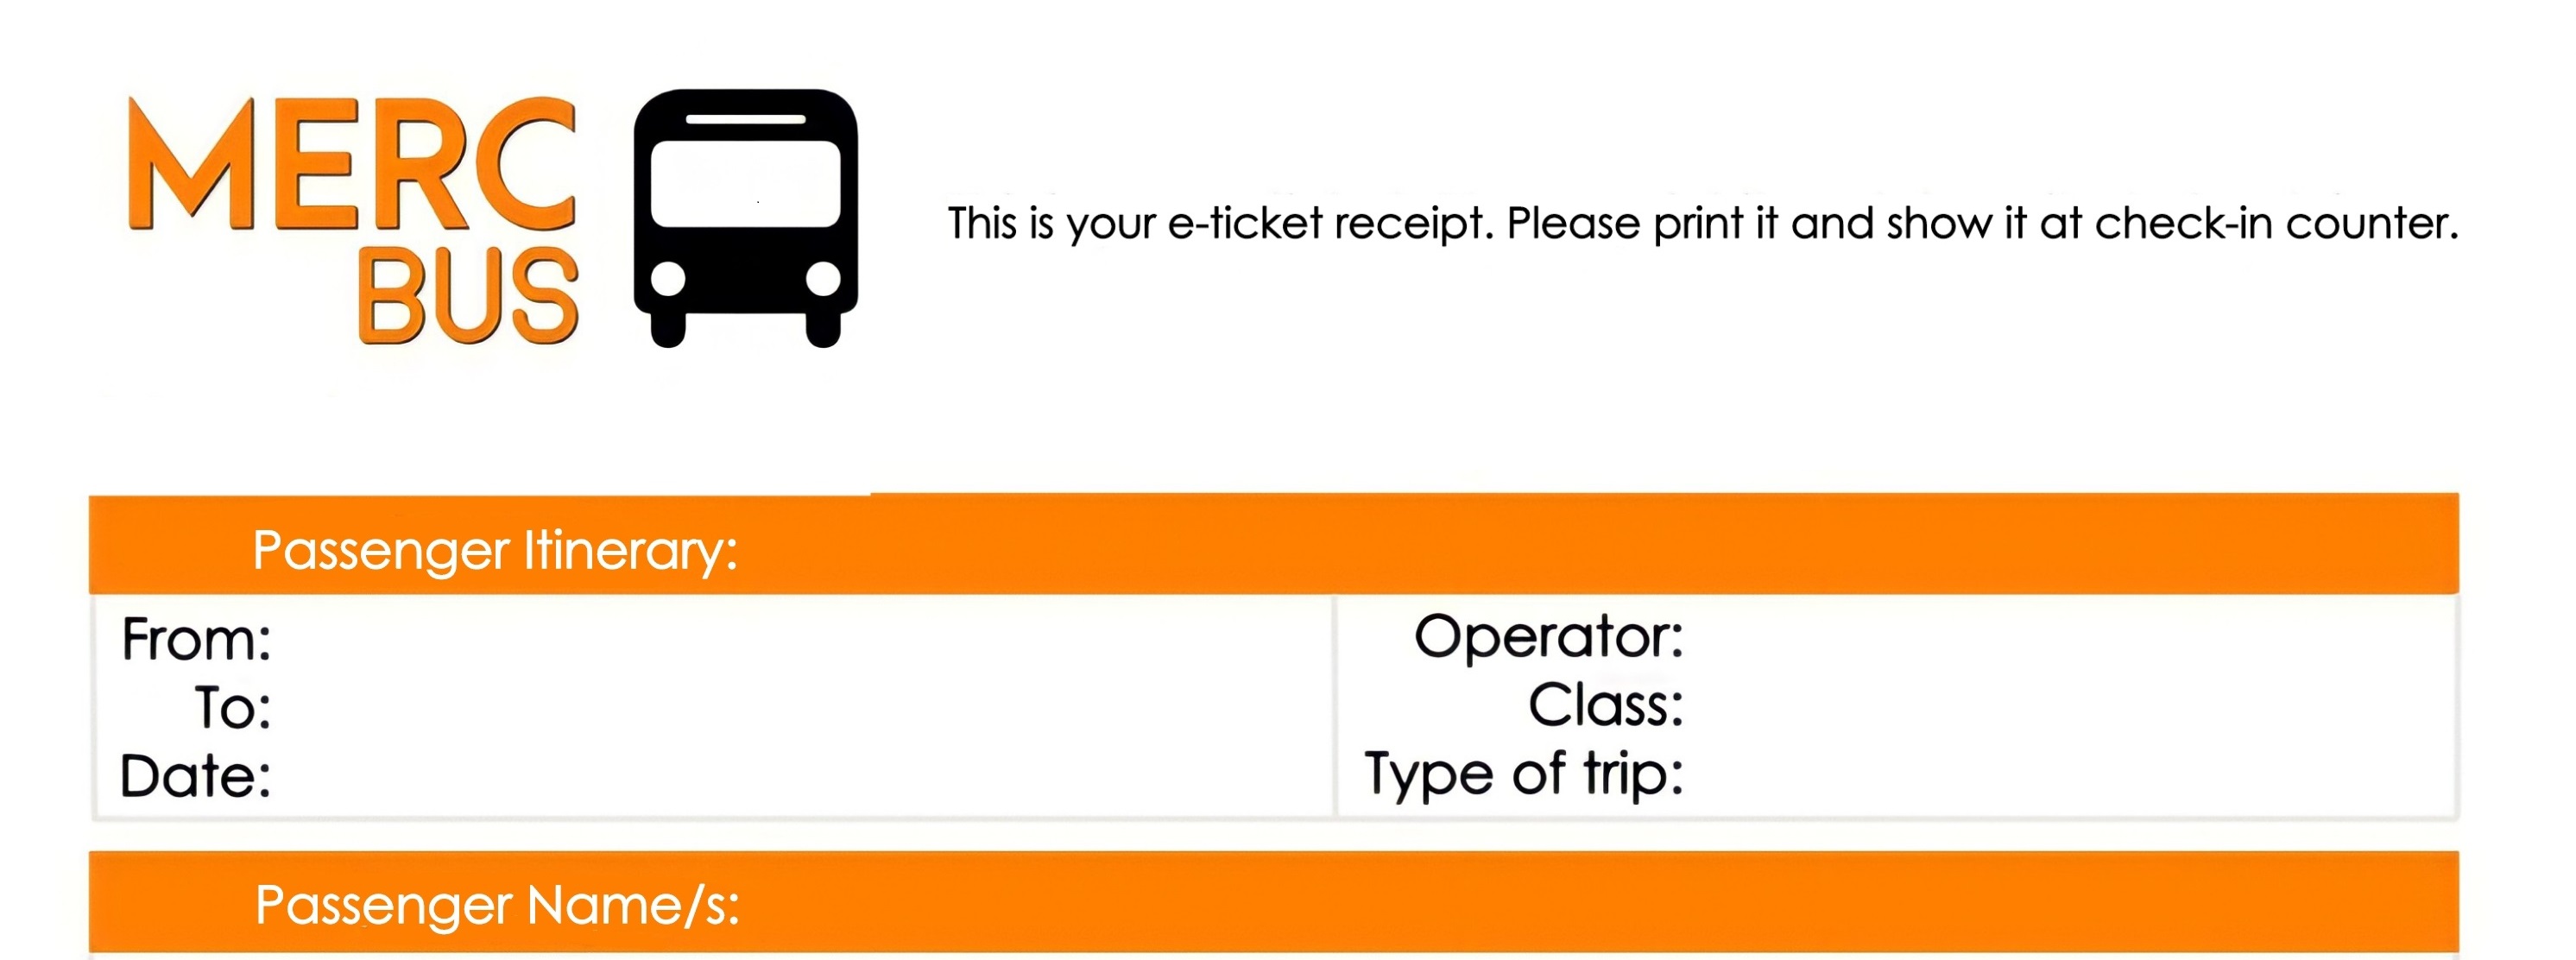 MERC
BUS
This is your e-ticket receipt. Please print it and show it at check-in counter.
Passenger Itinerary:
From:
To:
Date:
Operator:
Class:
Type of trip:
Passenger Name/s: